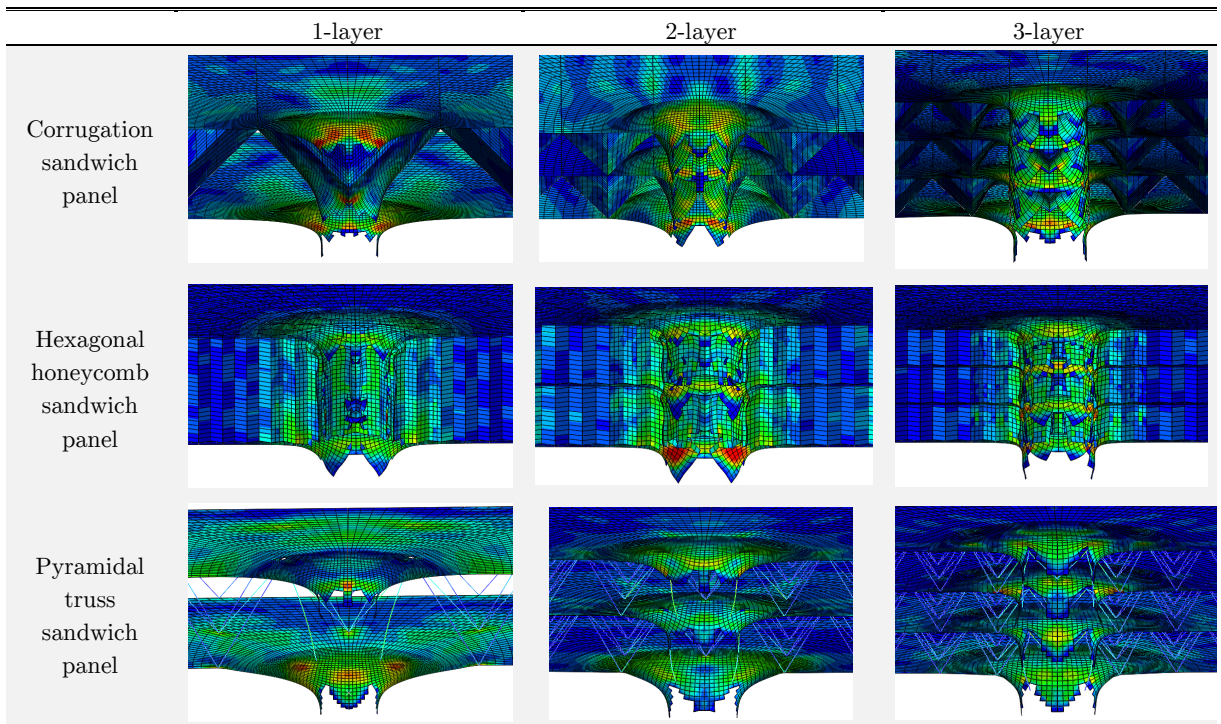 1-layer 2-layer 3-layer
Corrugation
sandwich
panel
Hexagonal
honeycomb
sandwich
panel
Pyramidal
truss
sandwich
panel